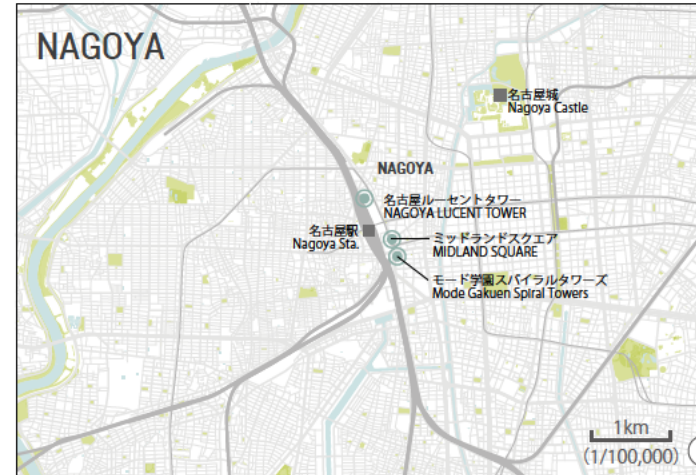 NAGOYA
名古屋城
Nagoya Castle
NAGOYA
名古屋ルーセントタワー
NAGOYA LUCENT TOWER
名古屋駅
Nagoya Sta.
ミッドランドスクエア
MIDLAND SQUARE
モード学園スパイラルタワーズ
Mode Gakuen Spiral Towers
1km
(1/100,000)